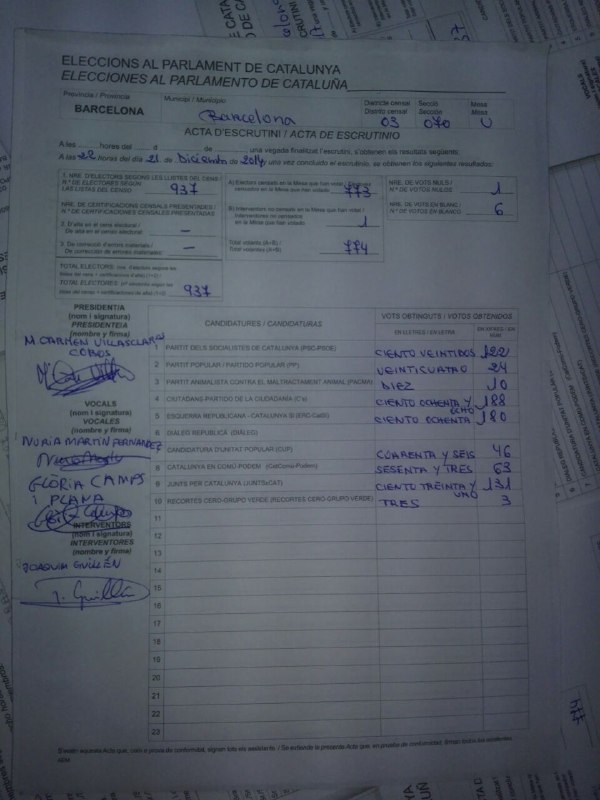 ELECCIONS AL PARLAMENT DE CATALUNYA
ELECCIONES AL PARLAMENTO DE CATALUÑA
Província / Provincia
BARCELONA
Municipi / Municipio
Barcelona
Districte censal
Distrito censal
03
Secció
Sección
070
Mesa
Mesa
U
ACTA D'ESCRUTINI / ACTA DE ESCRUTINIO
A les hores del d de una vegada finalitzat l'escrutini, s'obtenen els resultats següents:
A las 22 horas del día 21 de Diciembre de una vez concluido el escrutinio, se obtienen los siguientes resultados:
1. NRE. D'ELECTORS SEGONS LES LLISTES DEL CENS /
N.º DE ELECTORES SEGÚN
LAS LISTAS DEL CENSO
937
NRE. DE CERTIFICACIONS CENSALS PRESENTADES /
N.º DE CERTIFICACIONES CENSALES PRESENTADAS
2. D'alta en el cens electoral /
De alta en el censo electoral:
-
3. De correcció d'errors materials /
De corrección de errores materiales:
-
TOTAL ELECTORS:
TOTAL ELECTORES:
937
A) Electors censats en la Mesa que han votat /
censados en la Mesa que han votado
773
B) Interventors no censats en la Mesa que han votat /
Interventores no censados
en la Mesa que han votado
1
Total votants (A+B) /
Total votantes (A+B)
774
NRE. DE VOTS NULS /
N.º DE VOTOS NULOS
1
NRE. DE VOTS EN BLANC /
N.º DE VOTOS EN BLANCO
6
PRESIDENT/A
(nom i signatura)
PRESIDENTE/A
(nombre y firma)
M CARMEN VILLASCLARAS
COBOS
VOCALS
(nom i signatura)
VOCALES
(nombre y firma)
NURIA MARTIN FERNANDEZ
GLÒRIA CAMPS
I PLANA
INTERVENTORS
(nom i signatura)
INTERVENTORES
(nombre y firma)
JOAQUIM GUILLÉN
J. Guillén
CANDIDATURES / CANDIDATURAS
VOTS OBTINGUTS / VOTOS OBTENIDOS
EN LLETRES / EN LETRA
EN XIFRES / EN NÚM.
1 PARTIT DELS SOCIALISTES DE CATALUNYA (PSC-PSOE) CIENTO VEINTIDOS 122
2 PARTIT POPULAR / PARTIDO POPULAR (PP) VEINTICUATRO 24
3 PARTIT ANIMALISTA CONTRA EL MALTRACTAMENT ANIMAL (PACMA) DIEZ 10
4 CIUTADANS-PARTIDO DE LA CIUDADANÍA (C's) CIENTO OCHENTA Y OCHO 188
5 ESQUERRA REPUBLICANA - CATALUNYA SÍ (ERC-CatSí) CIENTO OCHENTA 180
6 DIÀLEG REPUBLICÀ (DIÀLEG)
7 CANDIDATURA D'UNITAT POPULAR (CUP) CUARENTA Y SEIS 46
8 CATALUNYA EN COMÚ-PODEM (CatComú-Podem) SESENTA Y TRES 63
9 JUNTS PER CATALUNYA (JUNTSxCAT) CIENTO TREINTA Y UNO 131
10 RECORTES CERO-GRUPO VERDE (RECORTES CERO-GRUPO VERDE) TRES 3
11
12
13
14
15
16
17
18
19
20
21
22
23
S'estén aquesta Acta que, com a prova de conformitat, signen tots els assistents. / Se extiende la presente Acta que, en prueba de conformidad, firman todos los asistentes.
774